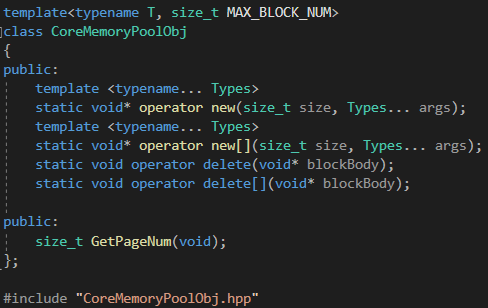 template<typename T, size_t MAX_BLOCK_NUM>
class CoreMemoryPoolObj
{
public:
    template <typename... Types>
    static void* operator new(size_t size, Types... args);
    template <typename... Types>
    static void* operator new[](size_t size, Types... args);
    static void operator delete(void* blockBody);
    static void operator delete[](void* blockBody);

public:
    size_t GetPageNum(void);
};

#include "CoreMemoryPoolObj.hpp"